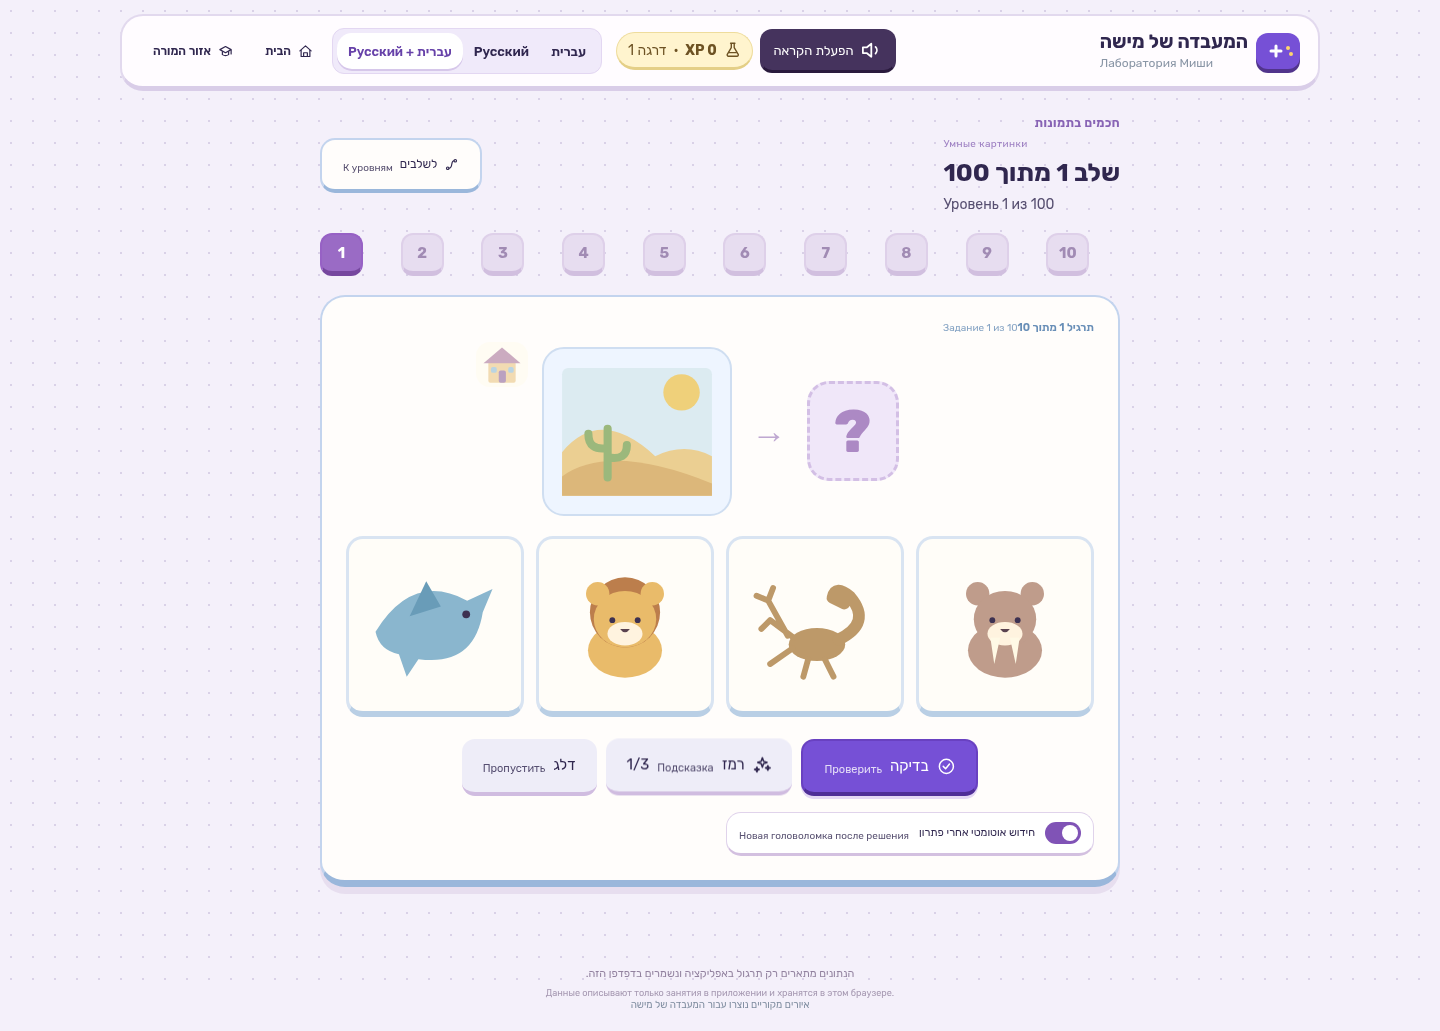 המעבדה של מישה
Лаборатория Миши
הפעלת הקראה
XP 0 • דרגה 1
עברית
Русский
עברית + Русский
הבית
אזור המורה
חכמים בתמונות
Умные картинки
שלב 1 מתוך 100
Уровень 1 из 100
לשלבים К уровням
1 2 3 4 5 6 7 8 9 10
תרגיל 1 מתוך 10 Задание 1 из 10
→ ?
בדיקה Проверить
רמז Подсказка 1/3
דלג Пропустить
חידוש אוטומטי אחרי פתרון Новая головоломка после решения
הנתונים מתארים רק תרגול באפליקציה ונשמרים בדפדפן הזה.
Данные описывают только занятия в приложении и хранятся в этом браузере.
איורים מקוריים נוצרו עבור המעבדה של מישה